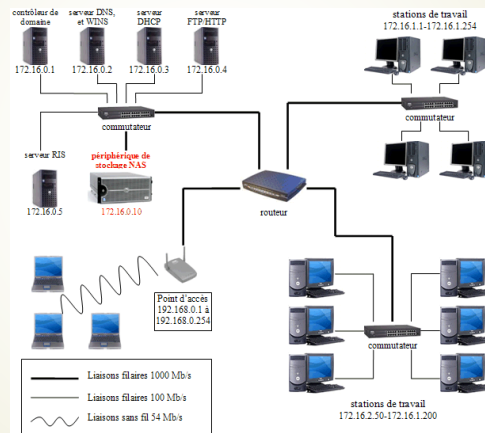 contrôleur de
domaine
172.16.0.1
serveur DNS,
et WINS
172.16.0.2
serveur
DHCP
172.16.0.3
serveur
FTP/HTTP
172.16.0.4
stations de travail
172.16.1.1-172.16.1.254
commutateur
commutateur
serveur RIS
172.16.0.5
périphérique de
stockage NAS
172.16.0.10
routeur
Point d'accès
192.168.0.1 à
192.168.0.254
commutateur
stations de travail
172.16.2.50-172.16.1.200
Liaisons filaires 1000 Mb/s
Liaisons filaires 100 Mb/s
Liaisons sans fil 54 Mb/s